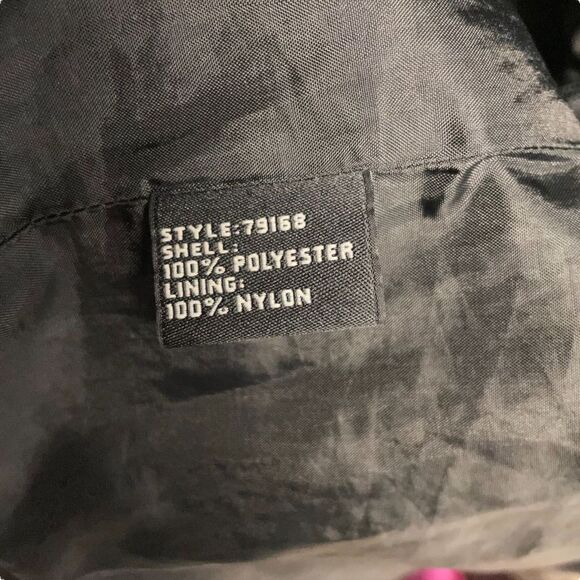 STYLE:79168
SHELL:
100% POLYESTER
LINING:
100% NYLON